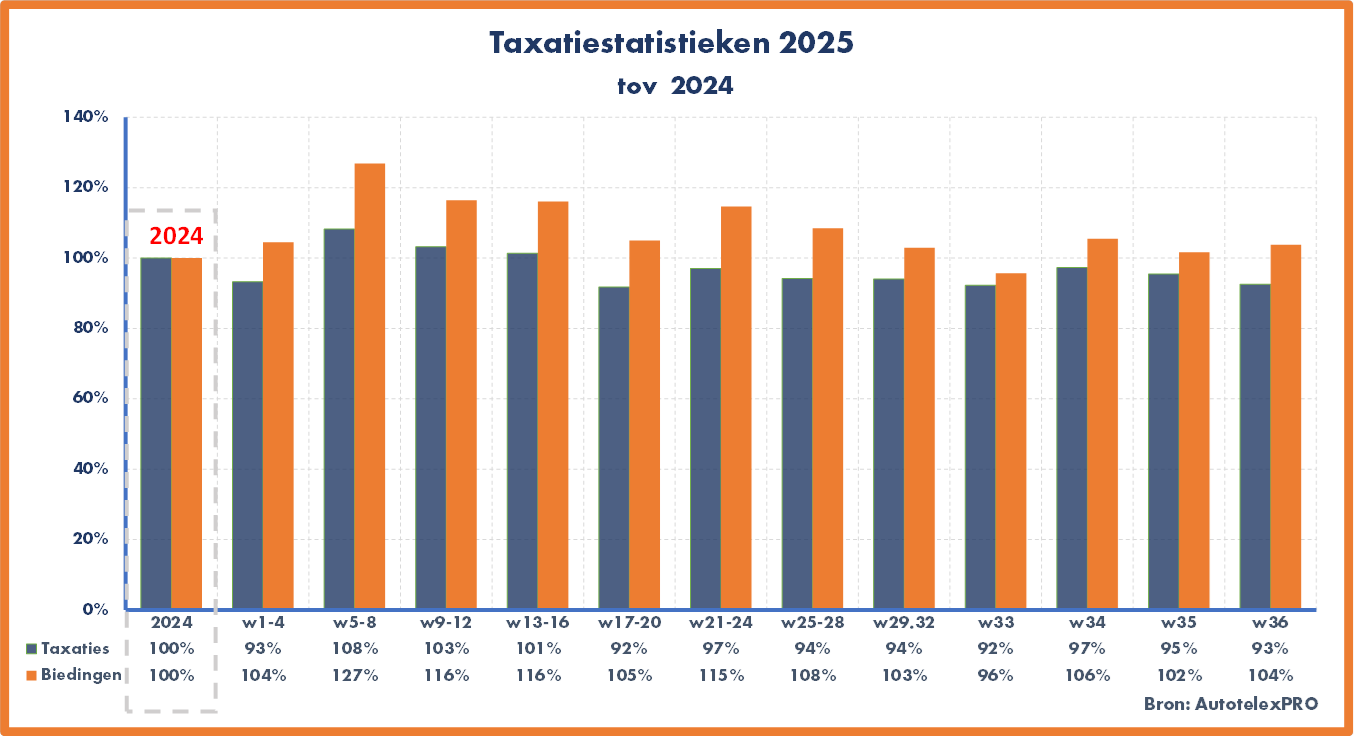 Taxatiestatistieken 2025
tov 2024
140%
120%
100%
80%
60%
40%
20%
0%
2024
2024 w1-4 w5-8 w9-12 w13-16 w17-20 w21-24 w25-28 w29,32 w33 w34 w35 w36
Taxaties 100% 93% 108% 103% 101% 92% 97% 94% 94% 92% 97% 95% 93%
Biedingen 100% 104% 127% 116% 116% 105% 115% 108% 103% 96% 106% 102% 104%
Bron: AutotelexPRO